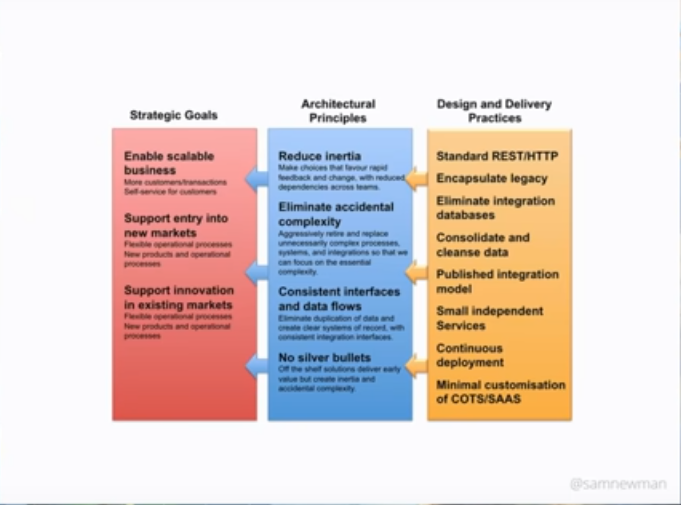 Strategic Goals
Enable scalable
business
More customers/transactions
Self-service for customers
Support entry into
new markets
Flexible operational processes
New products and operational
processes
Support innovation
in existing markets
Flexible operational processes
New products and operational
processes
Architectural
Principles
Reduce inertia
Make choices that favour rapid
feedback and change, with reduced
dependencies across teams.
Eliminate accidental
complexity
Aggressively retire and replace
unnecessarily complex processes,
systems, and integrations so that we
can focus on the essential
complexity.
Consistent interfaces
and data flows
Eliminate duplication of data and
create clear systems of record, with
consistent integration interfaces.
No silver bullets
Off the shelf solutions deliver early
value but create inertia and
accidental complexity.
Design and Delivery
Practices
Standard REST/HTTP
Encapsulate legacy
Eliminate integration
databases
Consolidate and
cleanse data
Published integration
model
Small independent
Services
Continuous
deployment
Minimal customisation
of COTS/SAAS
@samnewman